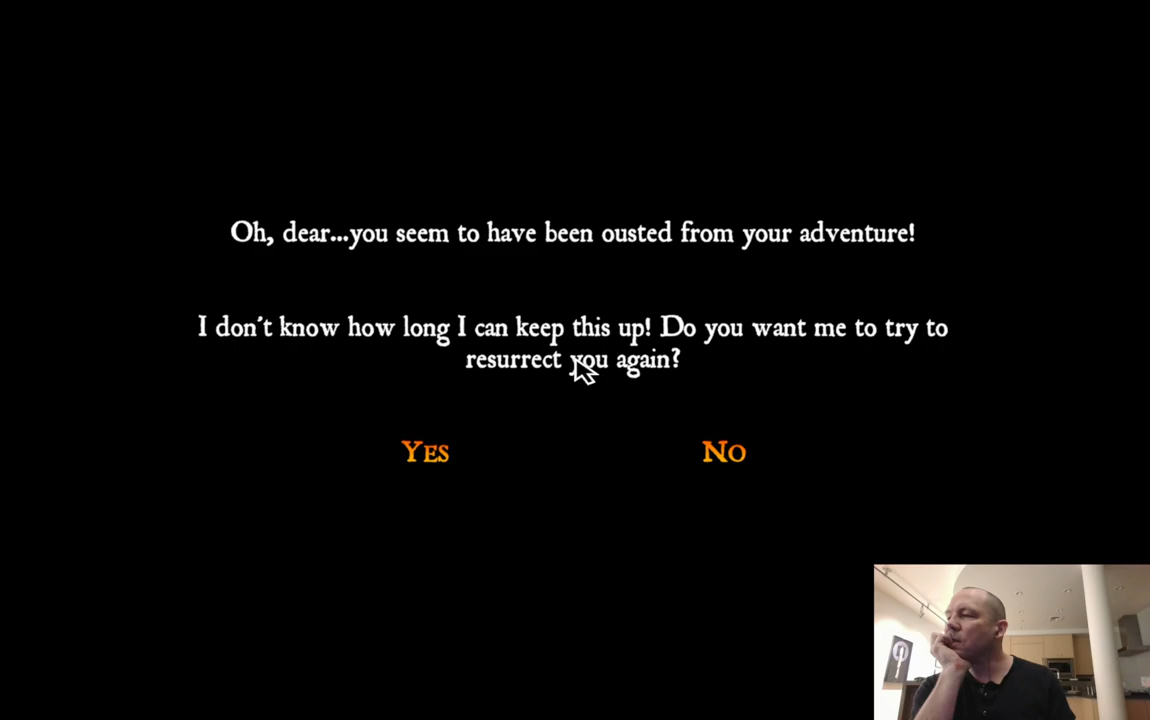 Oh, dear...you seem to have been ousted from your adventure!
I don't know how long I can keep this up! Do you want me to try to
resurrect you again?
Yes No